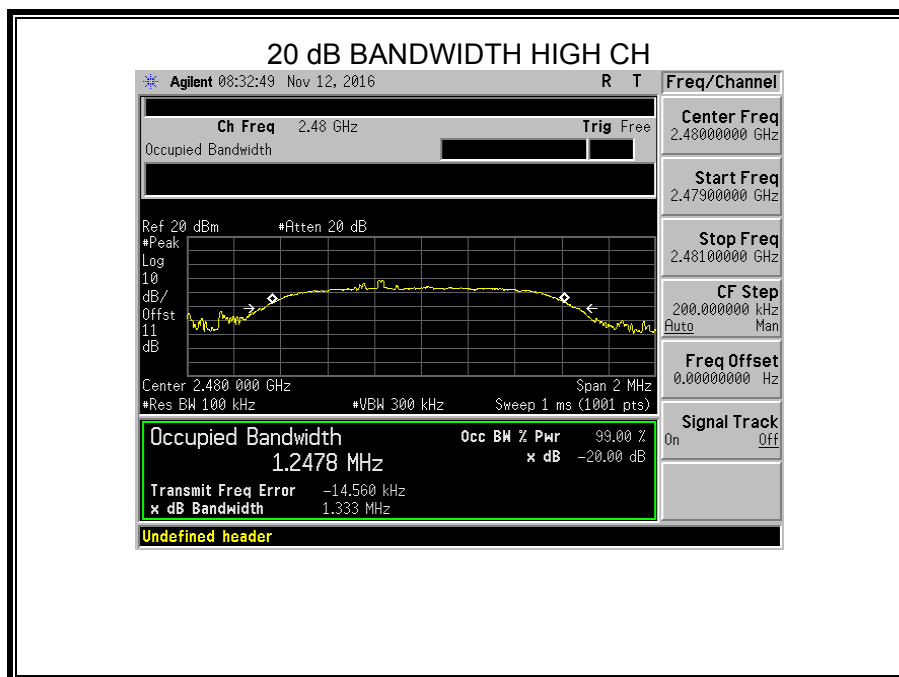 20 dB BANDWIDTH HIGH CH
Agilent 08:32:49 Nov 12, 2016 R T
Freq/Channel
Ch Freq 2.48 GHz Trig Free
Occupied Bandwidth
Center Freq
2.48000000 GHz
Start Freq
2.47900000 GHz
Stop Freq
2.48100000 GHz
CF Step
200.000000 kHz
Auto Man
Freq Offset
0.00000000 Hz
Signal Track
On Off
Ref 20 dBm #Atten 20 dB
#Peak
Log
10
dB/
Offst
11
dB
Center 2.480 000 GHz Span 2 MHz
#Res BW 100 kHz #VBW 300 kHz Sweep 1 ms (1001 pts)
Occupied Bandwidth Occ BW % Pwr 99.00 %
1.2478 MHz x dB -20.00 dB
Transmit Freq Error -14.560 kHz
x dB Bandwidth 1.333 MHz
Undefined header